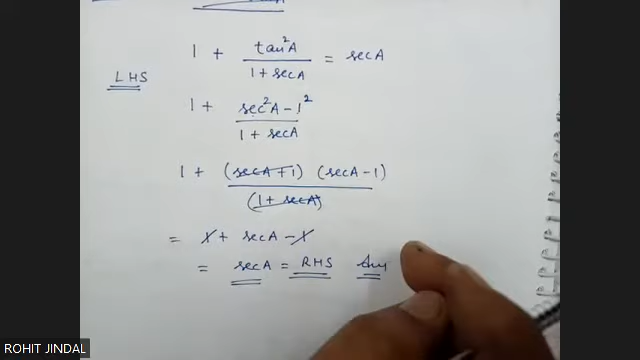 1 + tan²A / 1 + secA = secA
LHS
1 + sec²A - 1² / 1 + secA
1 + (secA + 1) (secA - 1) / (1 + secA)
= 1 + secA - 1
= secA = RHS Ans
ROHIT JINDAL